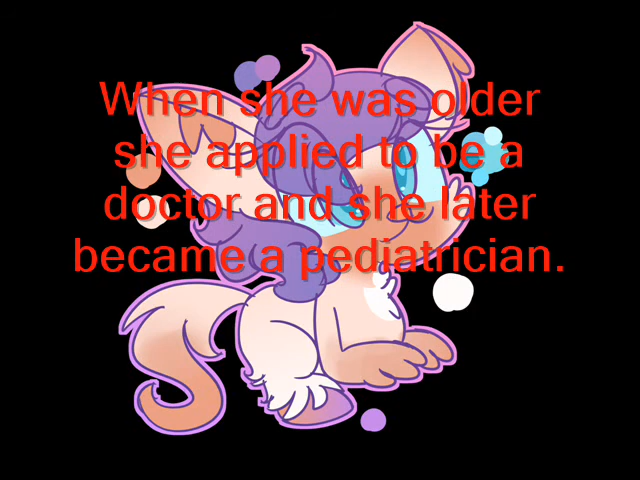 When she was older
she applied to be a
doctor and she later
became a pediatrician.